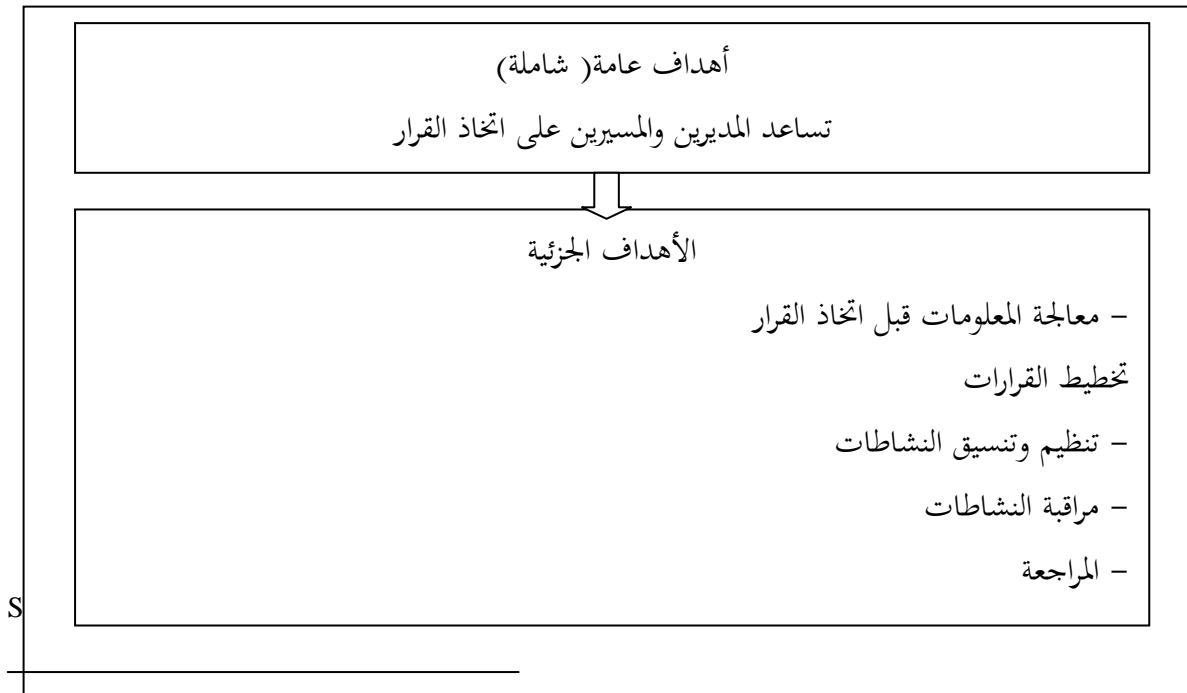 أهداف عامة( شاملة)
تساعد المديرين والمسيرين على اتخاذ القرار
الأهداف الجزئية
– معالجة المعلومات قبل اتخاذ القرار
تخطيط القرارات
– تنظيم وتنسيق النشاطات
– مراقبة النشاطات
– المراجعة
S